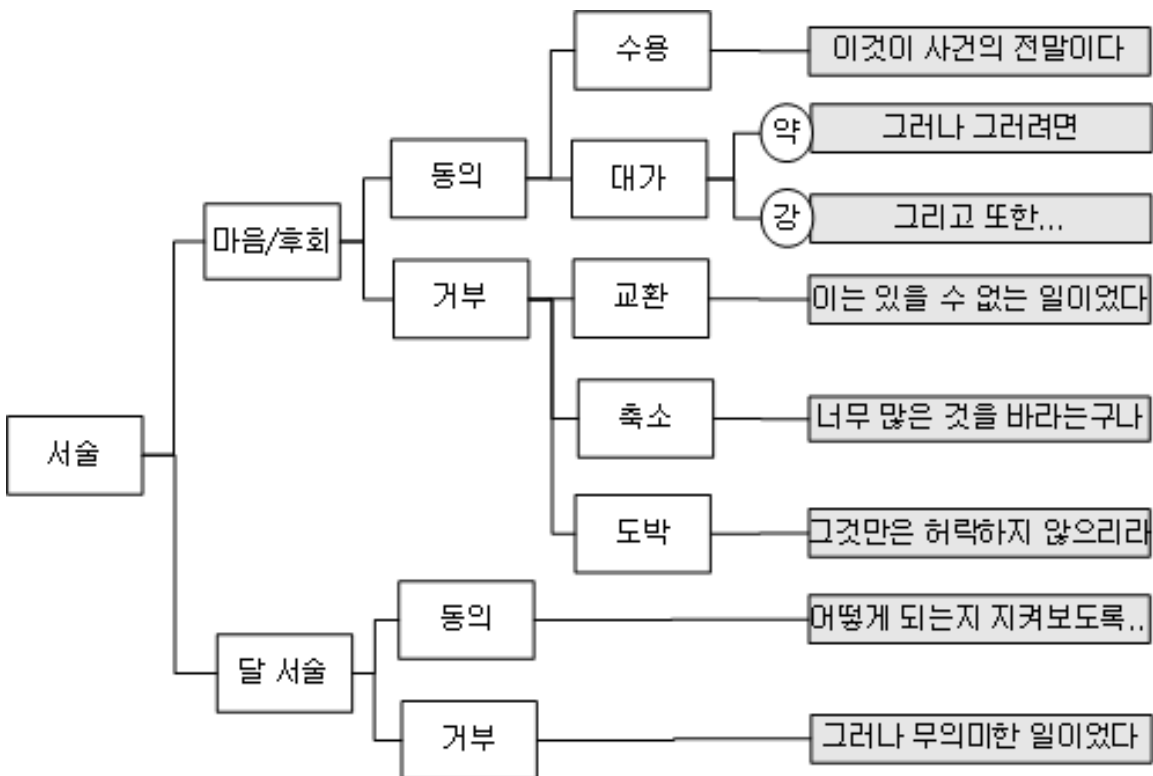 수용
이것이 사건의 전말이다
약
그러나 그러려면
동의
대가
강
그리고 또한...
마음/후회
거부
교환
이는 있을 수 없는 일이었다
축소
너무 많은 것을 바라는구나
서술
도박
그것만은 허락하지 않으리라
동의
어떻게 되는지 지켜보도록..
달 서술
거부
그러나 무의미한 일이었다